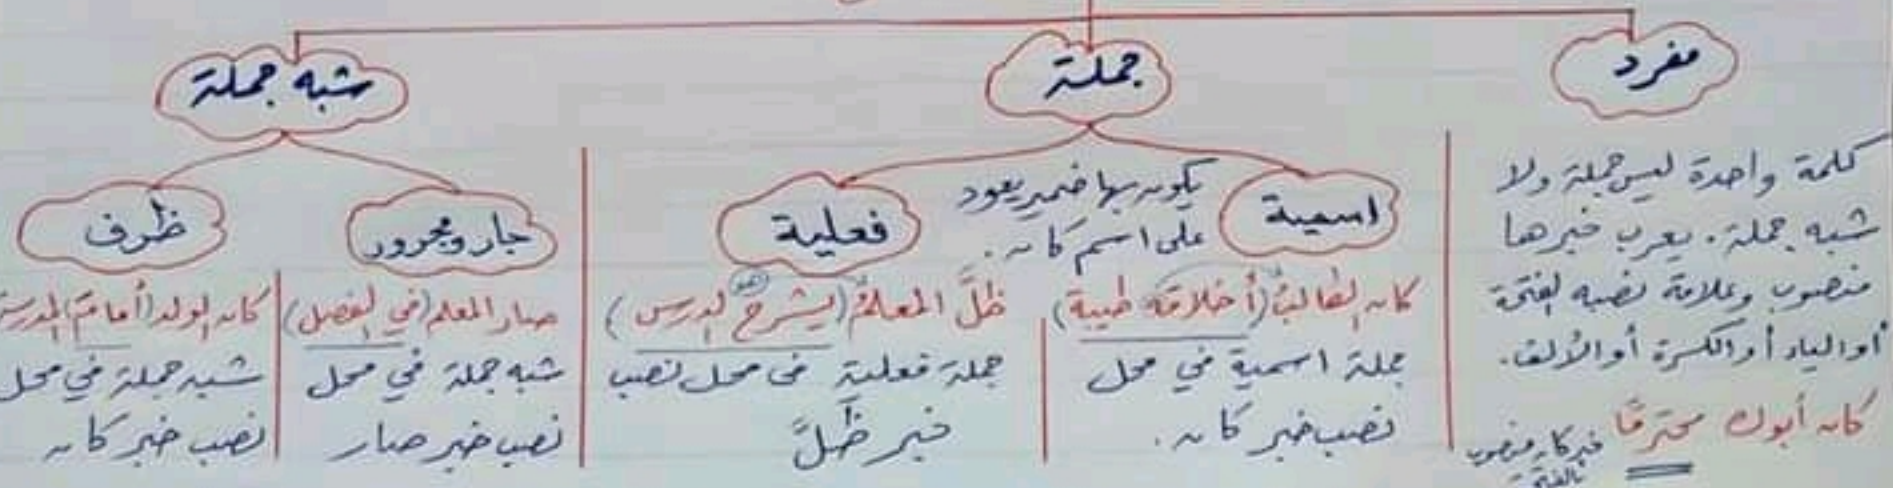 مفرد
جملة
شبه جملة
كلمة واحدة ليس جملة ولا
شبه جملة. يعرب خبرها
منصوب وعلامة نصبه الفتحة
أو الياء أو الكسرة أو الألف.
كان أبوك محترمًا
خبر كان منصوب
بالفتحة
اسمية
يكون بها ضمير يعود
على اسم كان.
كان الطالبُ (أخلاقه طيبة)
جملة اسمية في محل
نصب خبر كان.
فعلية
ظلَّ المعلمُ (يشرح الدرس)
هو
جملة فعلية في محل نصب
خبر ظلَّ
جار ومجرور
صار المعلم (في الفصل)
شبه جملة في محل
نصب خبر صار
ظرف
كان الولد (أمامَ) المدرسة
شبه جملة في محل
نصب خبر كان